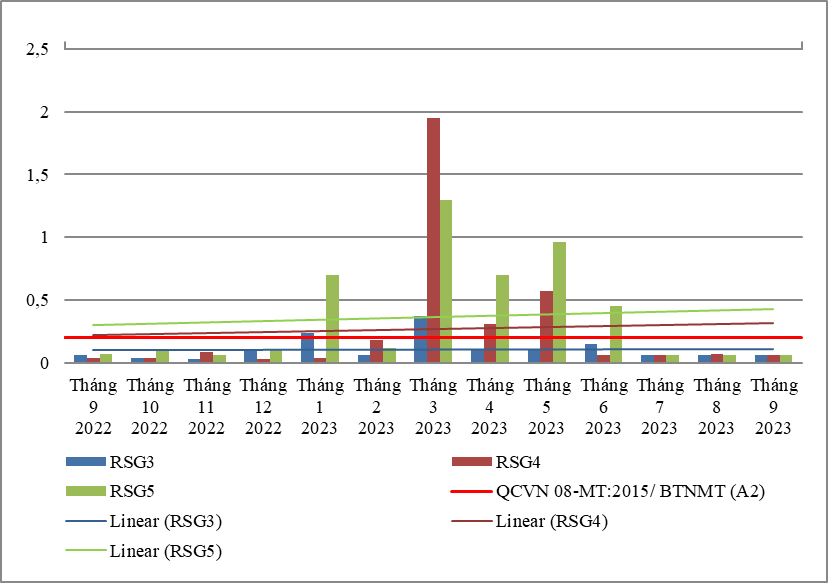 2,5
2
1,5
1
0,5
0
Tháng 9 2022
Tháng 10 2022
Tháng 11 2022
Tháng 12 2022
Tháng 1 2023
Tháng 2 2023
Tháng 3 2023
Tháng 4 2023
Tháng 5 2023
Tháng 6 2023
Tháng 7 2023
Tháng 8 2023
Tháng 9 2023
RSG3
RSG4
RSG5
QCVN 08-MT:2015/ BTNMT (A2)
Linear (RSG3)
Linear (RSG4)
Linear (RSG5)